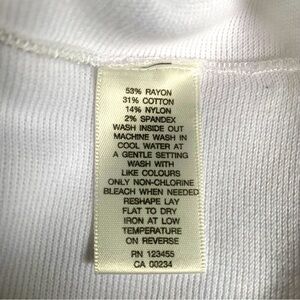 53% RAYON
31% COTTON
14% NYLON
2% SPANDEX
WASH INSIDE OUT
MACHINE WASH IN
COOL WATER AT
A GENTLE SETTING
WASH WITH
LIKE COLOURS
ONLY NON-CHLORINE
BLEACH WHEN NEEDED
RESHAPE LAY
FLAT TO DRY
IRON AT LOW
TEMPERATURE
ON REVERSE
RN 123455
CA 00234